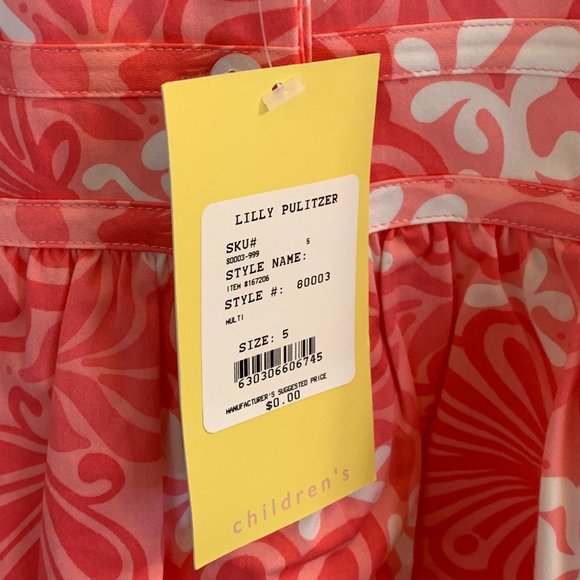 LILLY PULITZER
SKU#
80003-999 5
STYLE NAME:
ITEM #167206
STYLE #: 80003
MULTI
SIZE: 5
630306606745
MANUFACTURER'S SUGGESTED PRICE
$0.00
children's